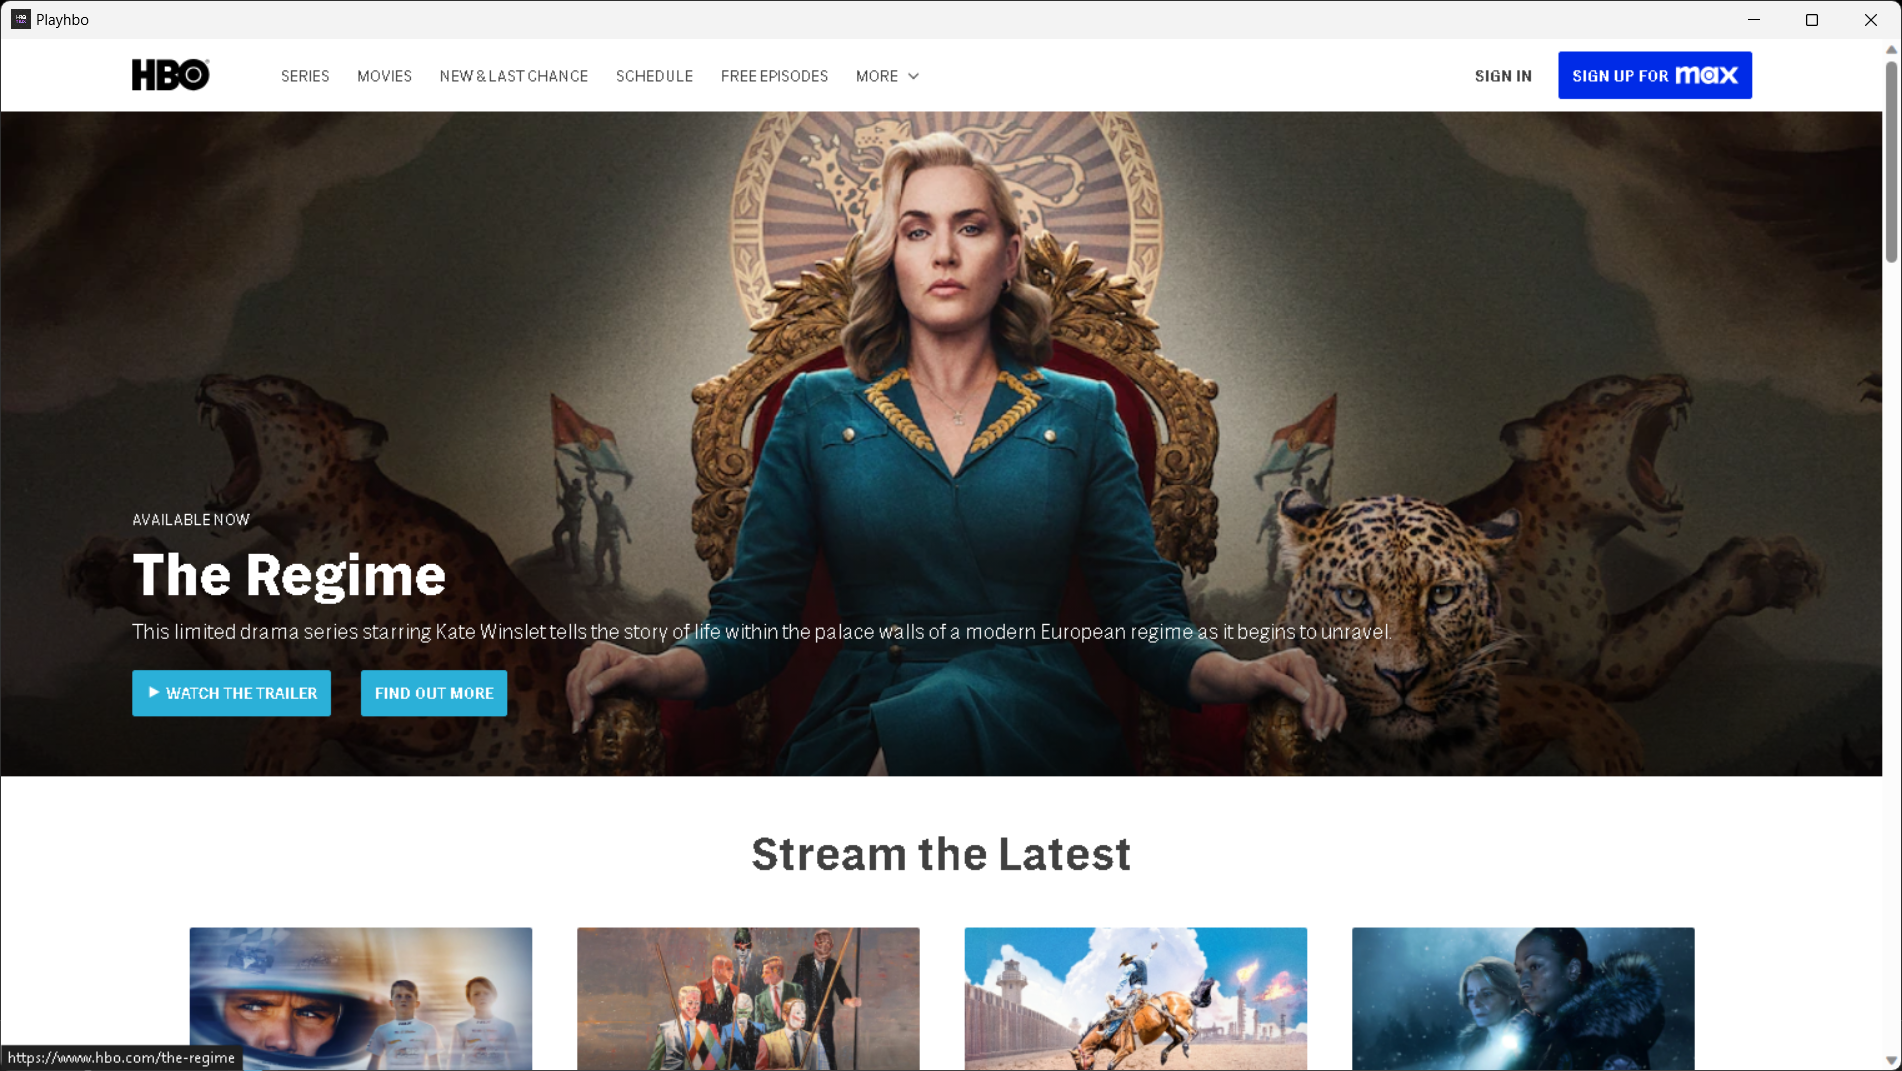 Playhbo
HBO
SERIES MOVIES NEW & LAST CHANCE SCHEDULE FREE EPISODES MORE SIGN IN SIGN UP FOR max
AVAILABLE NOW
The Regime
This limited drama series starring Kate Winslet tells the story of life within the palace walls of a modern European regime as it begins to unravel.
WATCH THE TRAILER FIND OUT MORE
Stream the Latest
https://www.hbo.com/the-regime